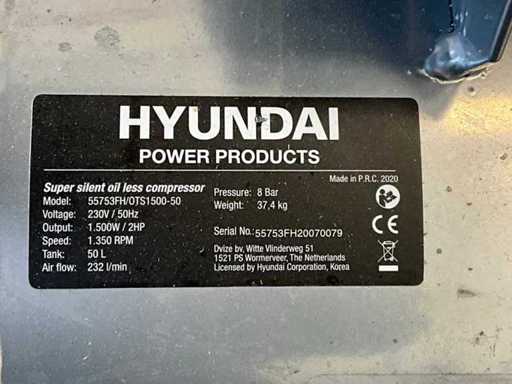 HYUNDAI
POWER PRODUCTS
Made in P.R.C. 2020
Super silent oil less compressor
Model: 55753FH/OTS1500-50
Voltage: 230V / 50Hz
Output: 1.500W / 2HP
Speed: 1.350 RPM
Tank: 50 L
Air flow: 232 l/min
Pressure: 8 Bar
Weight: 37,4 kg
Serial No.: 55753FH20070079
Dvize bv, Witte Vlinderweg 51
1521 PS Wormerveer, The Netherlands
Licensed by Hyundai Corporation, Korea
CE